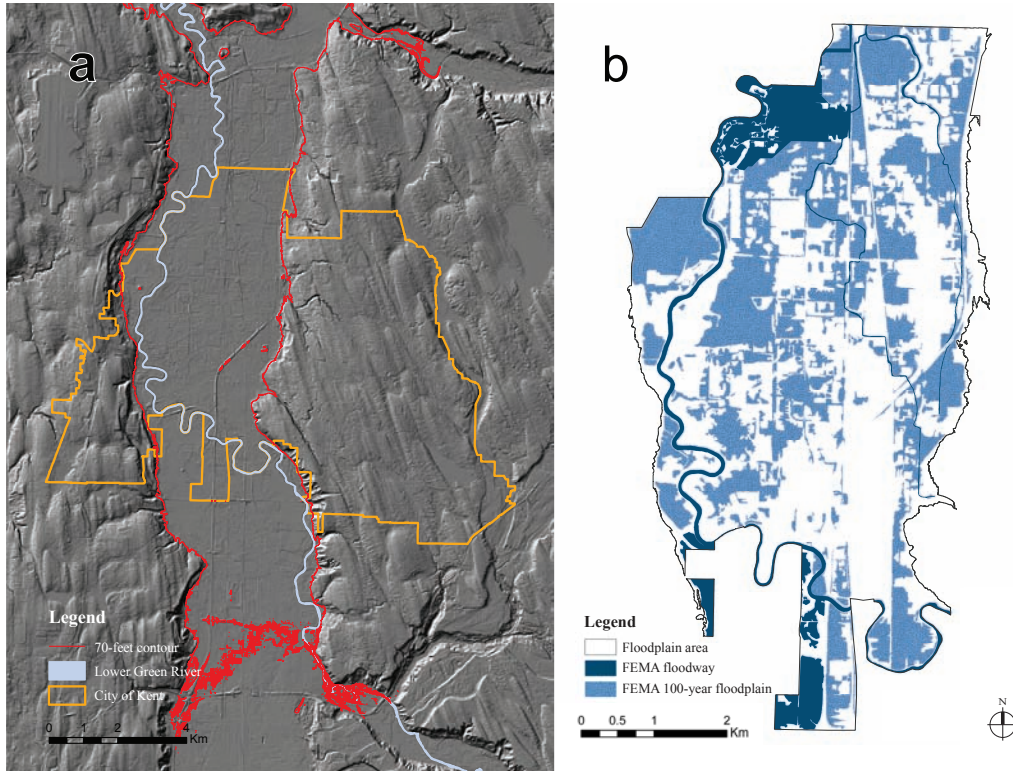 a
Legend
70-feet contour
Lower Green River
City of Kent
0 1 2 4
Km
b
Legend
Floodplain area
FEMA floodway
FEMA 100-year floodplain
0 0.5 1 2
Km
N